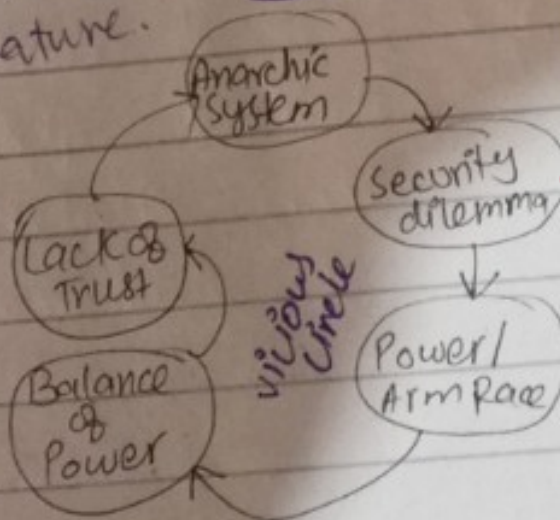 ature.
Anarchic
system
Security
dilemma
Power/
Arm Race
Balance
of
Power
Lack of
Trust
vicious
circle